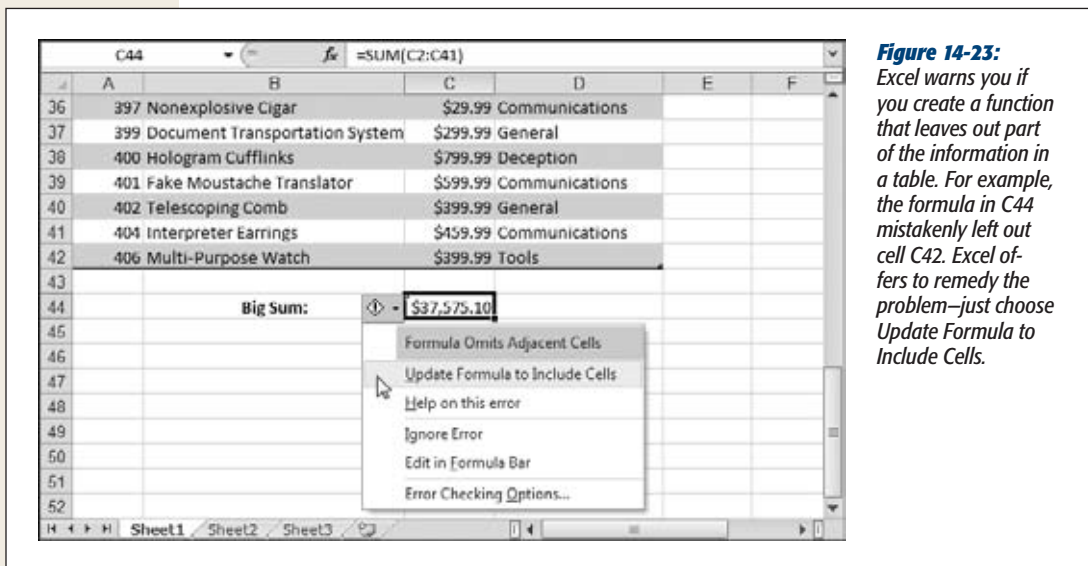 C44 fx =SUM(C2:C41)
A B C D E F
36 397 Nonexplosive Cigar $29.99 Communications
37 399 Document Transportation System $299.99 General
38 400 Hologram Cufflinks $799.99 Deception
39 401 Fake Moustache Translator $599.99 Communications
40 402 Telescoping Comb $399.99 General
41 404 Interpreter Earrings $459.99 Communications
42 406 Multi-Purpose Watch $399.99 Tools
43
44 Big Sum: $37,575.10
45
Formula Omits Adjacent Cells
46
47 Update Formula to Include Cells
48 Help on this error
49 Ignore Error
50 Edit in Formula Bar
51
Error Checking Options...
52
Sheet1 Sheet2 Sheet3
Figure 14-23:
Excel warns you if
you create a function
that leaves out part
of the information in
a table. For example,
the formula in C44
mistakenly left out
cell C42. Excel of-
fers to remedy the
problem—just choose
Update Formula to
Include Cells.